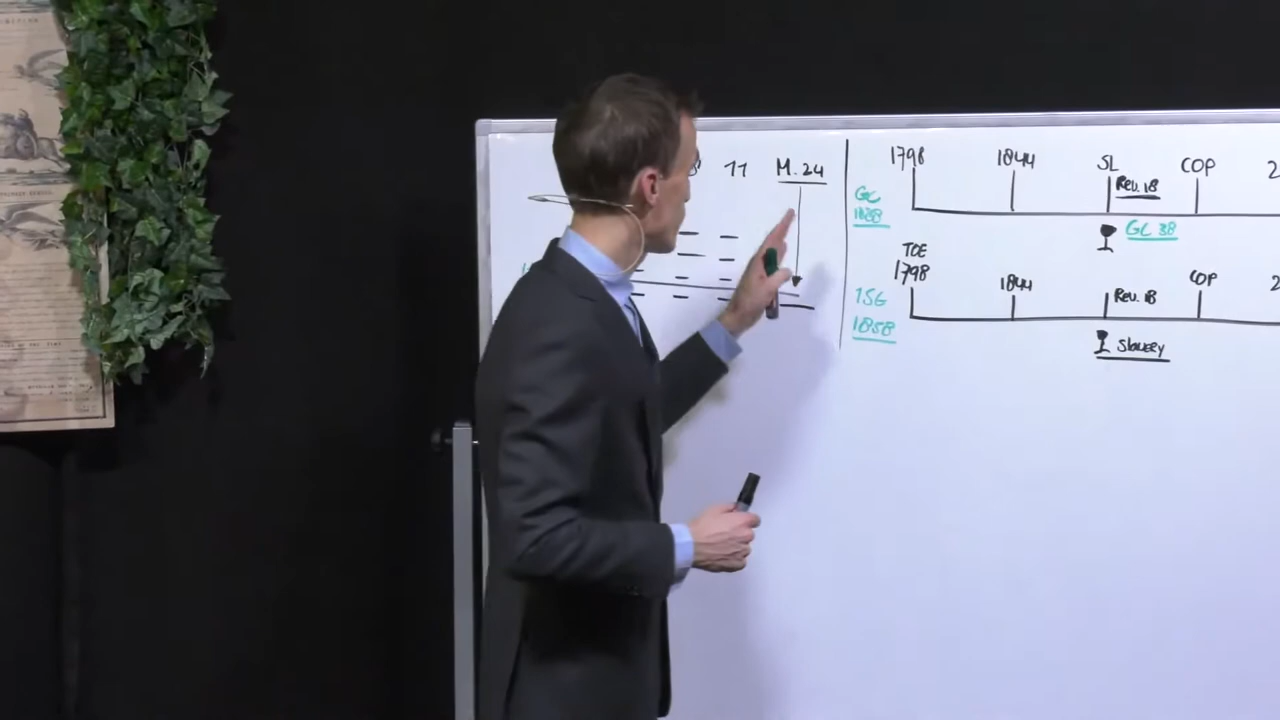 11 M.24
1798 1844 SL COP
Rev. 18
GC
1888
GC 38
TOE
1798 1844 Rev. 18 COP
1SG
1858
Slavery